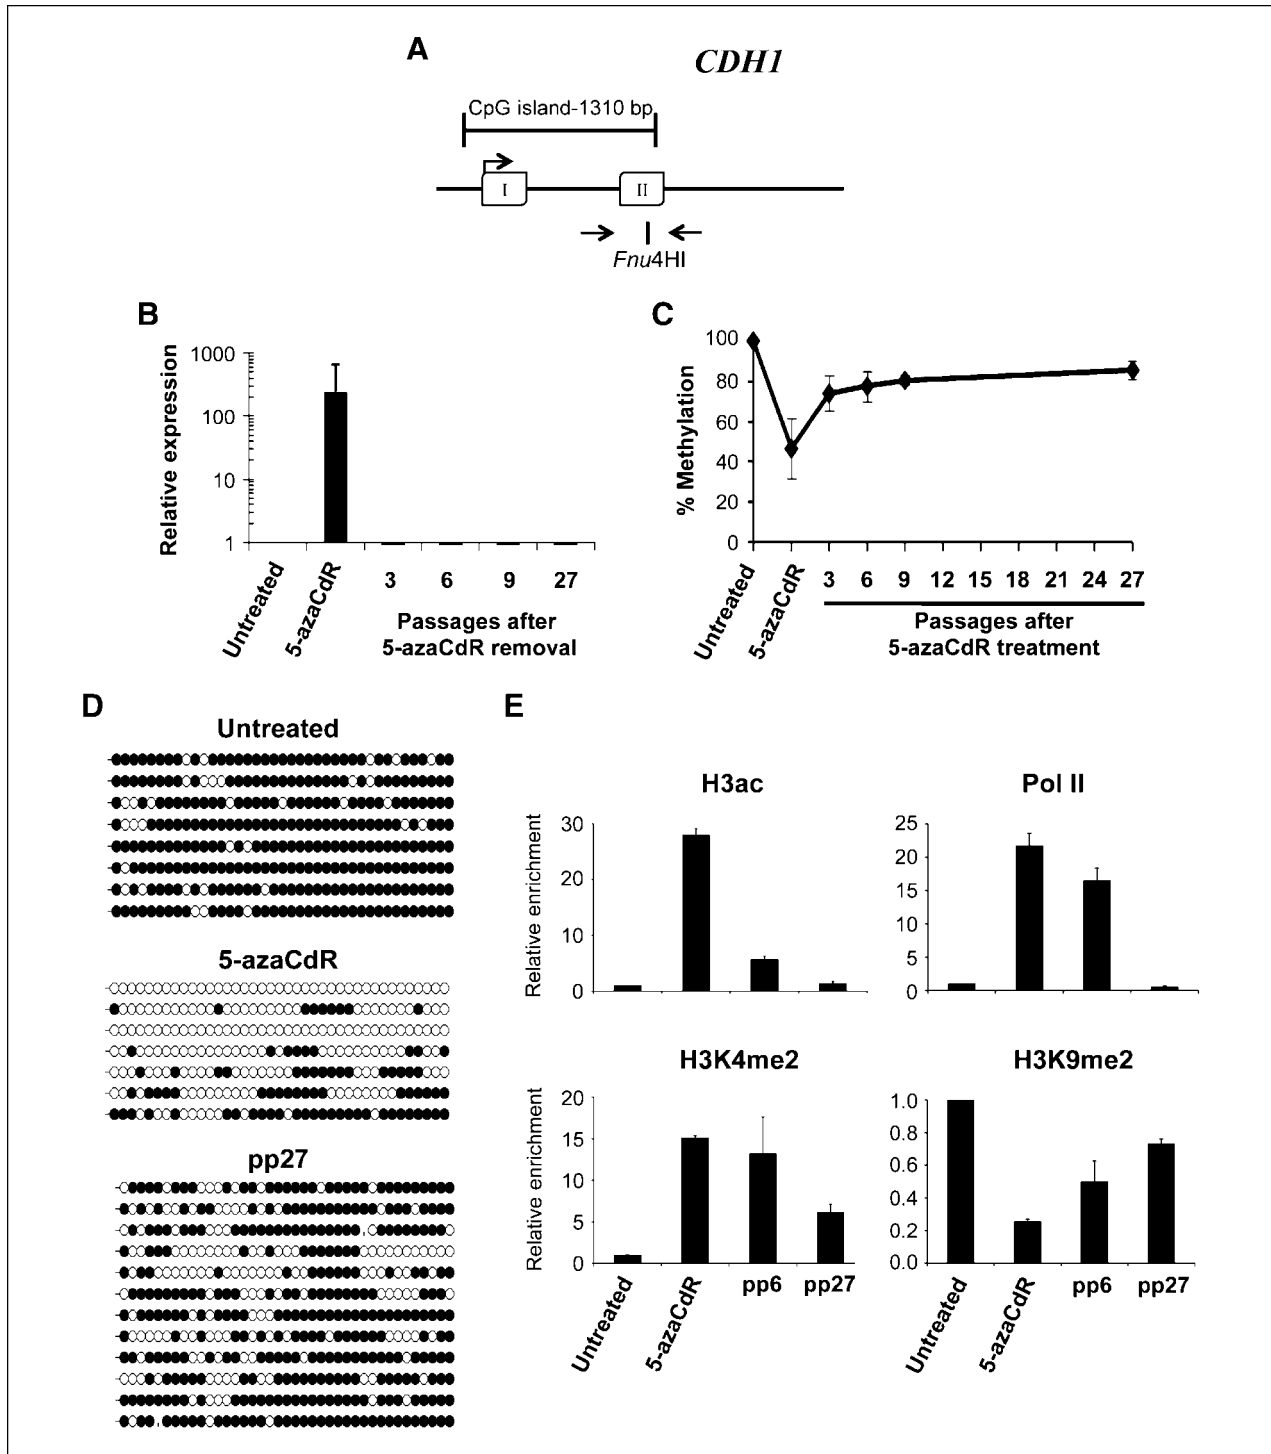 A
CDH1
CpG island-1310 bp
I
II
Fnu4HI
B
Relative expression
1000
100
10
1
Untreated
5-azaCdR
3
6
9
27
Passages after
5-azaCdR removal
C
% Methylation
100
80
60
40
20
0
Untreated
5-azaCdR
3
6
9
12
15
18
21
24
27
Passages after
5-azaCdR treatment
D
Untreated
5-azaCdR
pp27
E
H3ac
Relative enrichment
30
20
10
0
Pol II
25
20
15
10
5
0
H3K4me2
Relative enrichment
20
15
10
5
0
Untreated
5-azaCdR
pp6
pp27
H3K9me2
1.0
0.8
0.6
0.4
0.2
0.0
Untreated
5-azaCdR
pp6
pp27